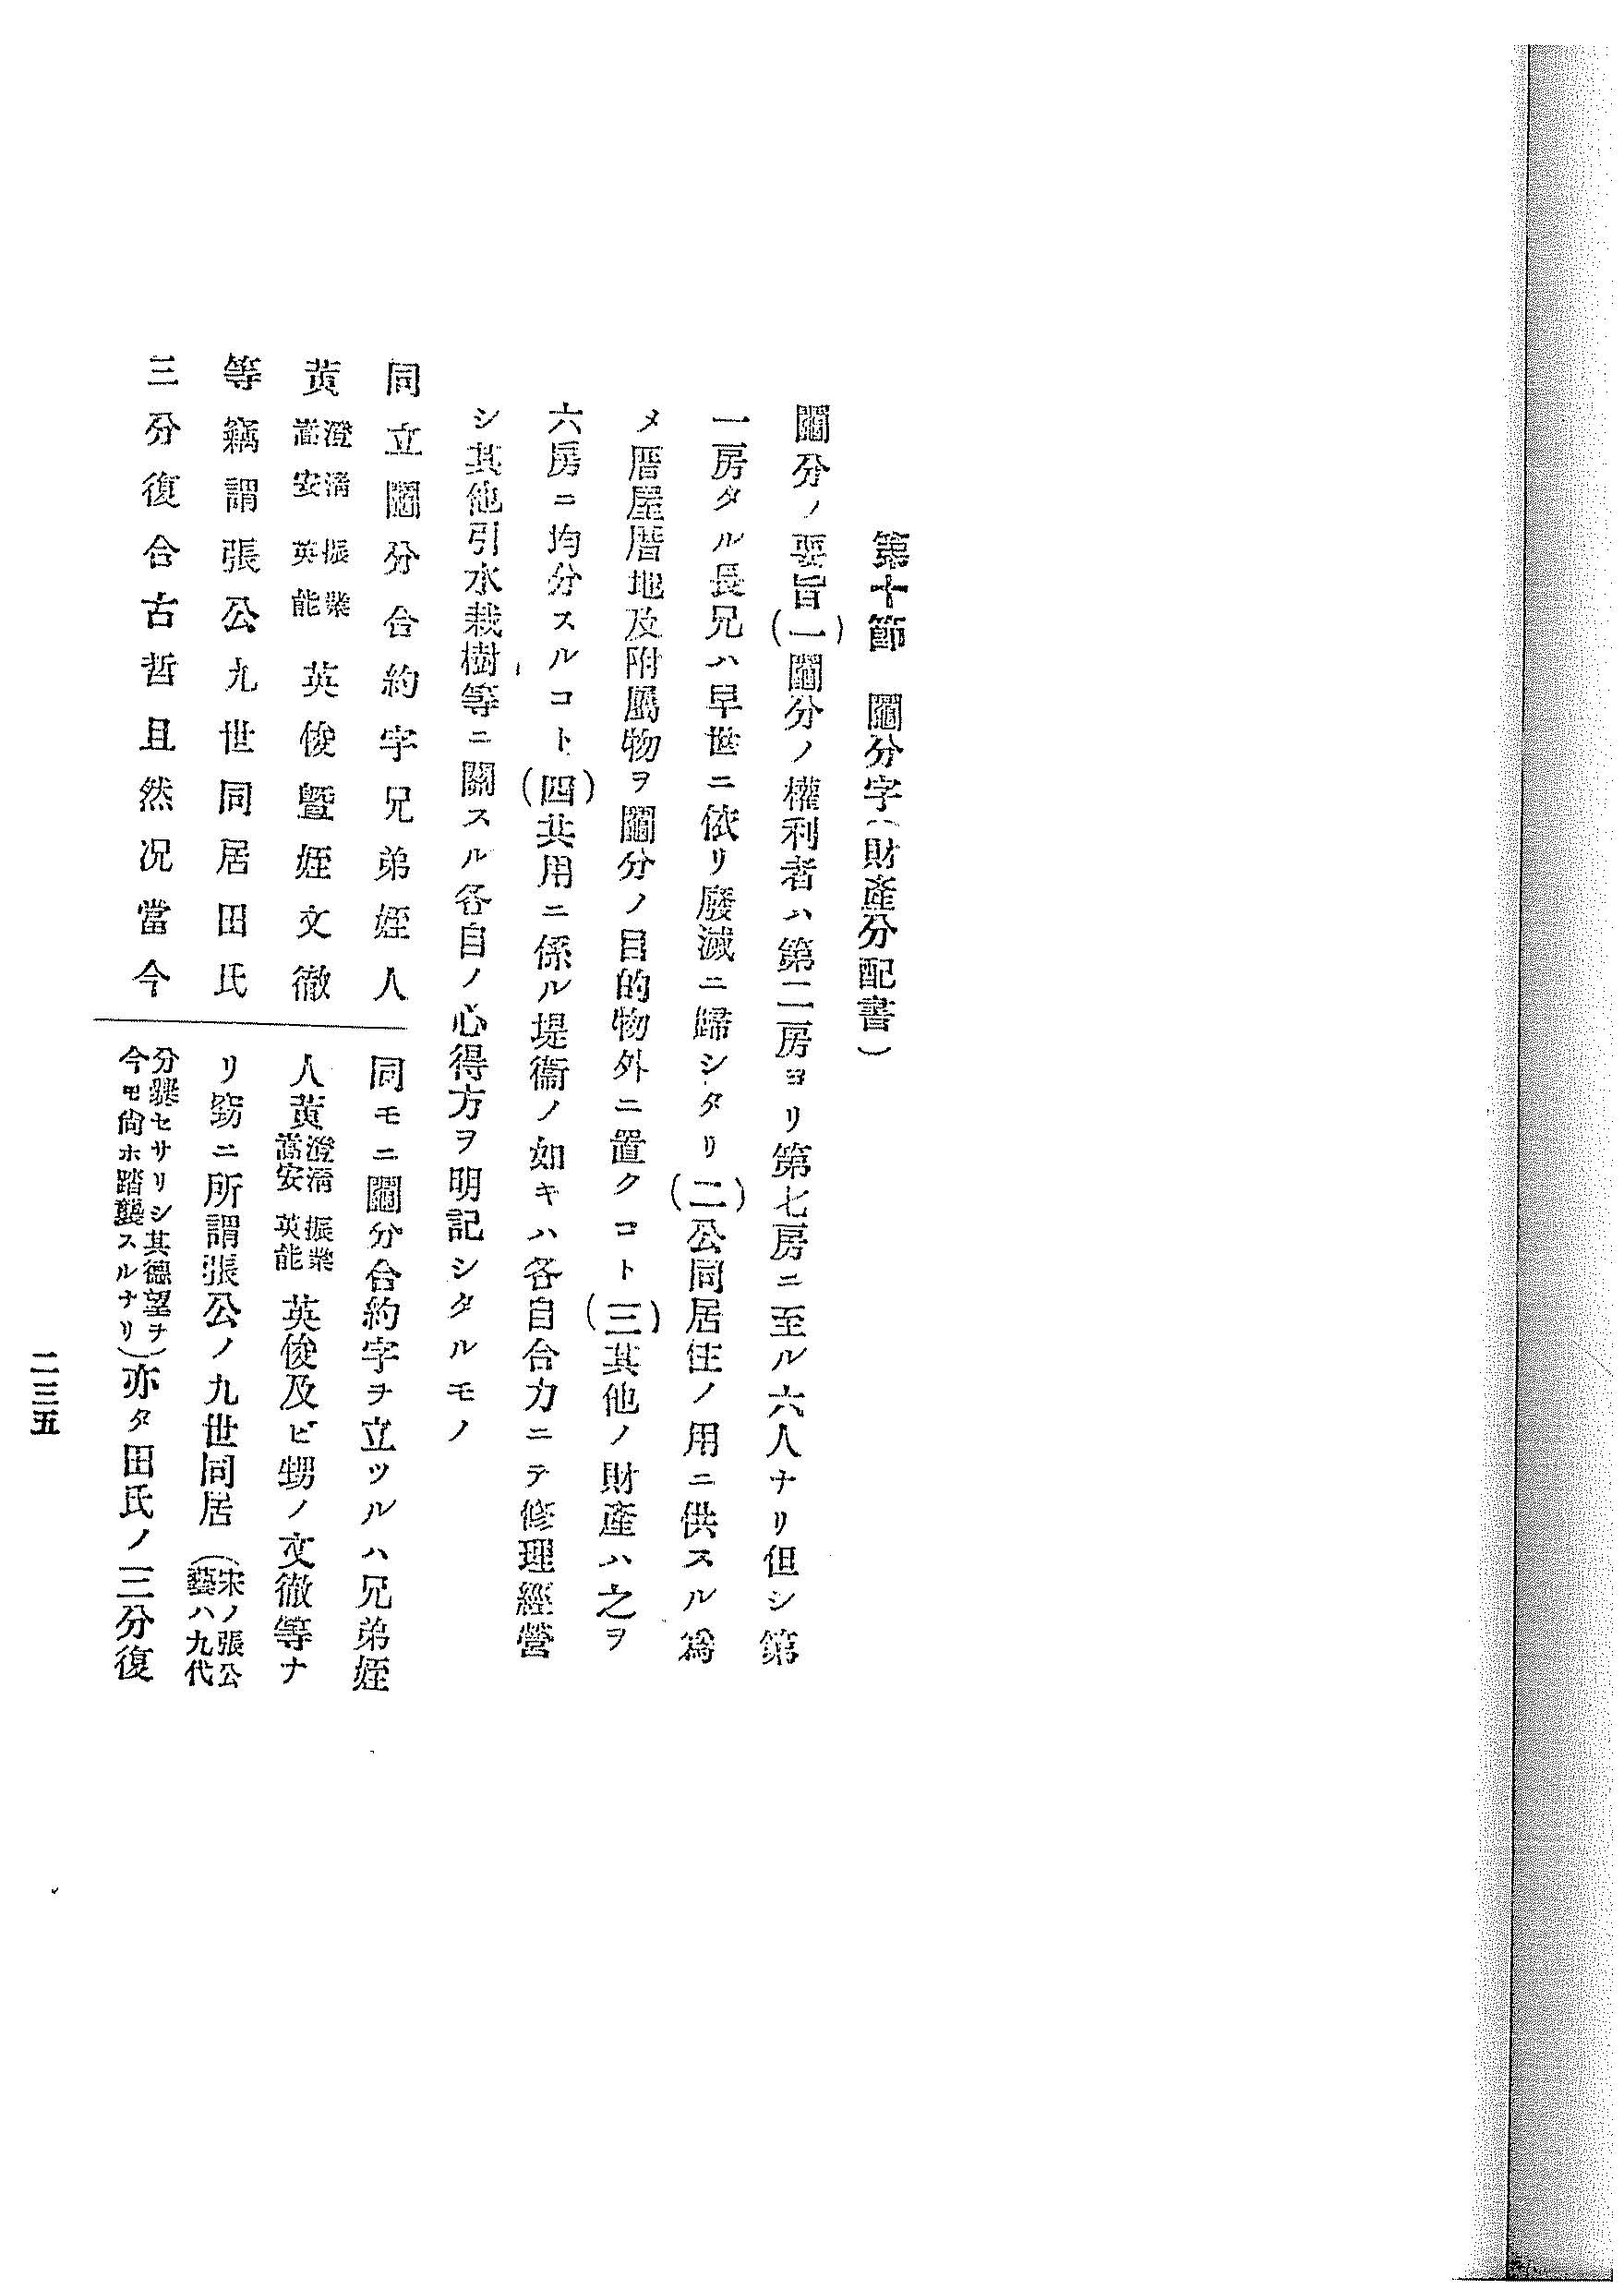 第十節　鬮分字（財產分配書）
鬮分ノ要旨（一）鬮分ノ權利者ハ第二房ヨリ第七房ニ至ル六人ナリ但シ第
一房タル長兄ハ早世ニ依リ廢滅ニ歸シタリ（二）公同居住ノ用ニ供スル爲
メ厝屋厝地及附屬物ヲ鬮分ノ目的物外ニ置クコト（三）其他ノ財產ハ之ヲ
六房ニ均分スルコト（四）共用ニ係ル堤衞ノ如キハ各自合力ニテ修理經營
シ其他引水栽樹等ニ關スル各自ノ心得方ヲ明記シタルモノ
同立鬮分合約字兄弟姪人
黃澄淸嵩安振業英能英俊曁姪文徹
等竊謂張公九世同居田氏
三分復合古哲且然況當今
同モニ鬮分合約字ヲ立ツルハ兄弟姪
人黃澄淸嵩安振業英能英俊及ビ甥ノ文徹等ナ
リ窃ニ所謂張公ノ九世同居（宋ノ張公藝ハ九代
分爨セサリシ其德望ヲ今モ尙ホ踏襲スルナリ）亦タ田氏ノ三分復
二三五